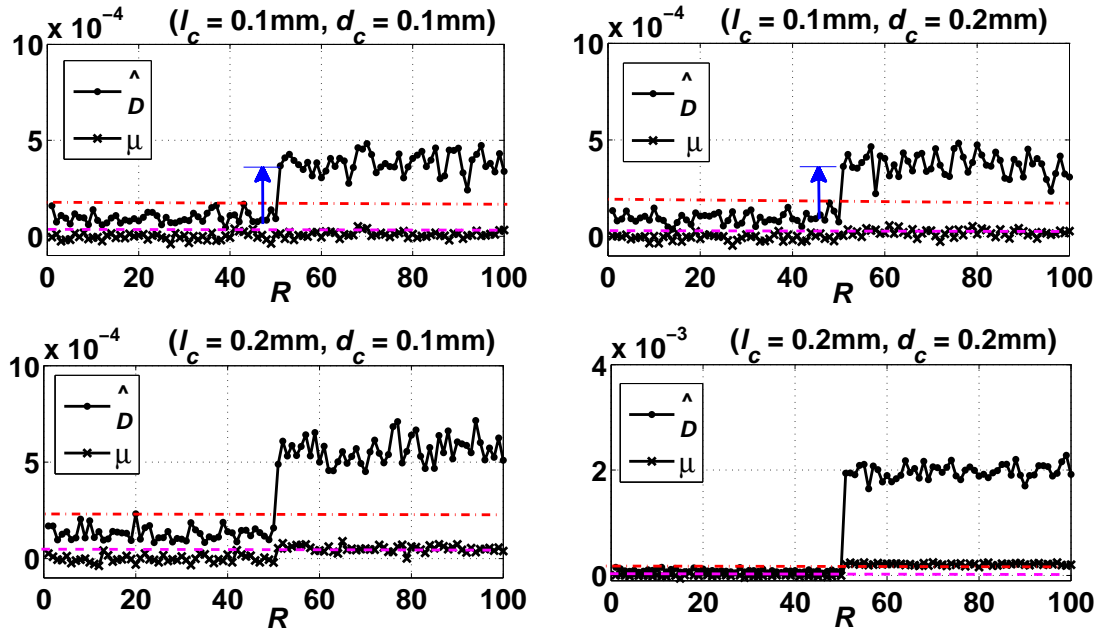 x 10⁻⁴ (l_c = 0.1mm, d_c = 0.1mm)
10
5
0
D̂
μ
0 20 40 60 80 100
R
x 10⁻⁴ (l_c = 0.1mm, d_c = 0.2mm)
10
5
0
D̂
μ
0 20 40 60 80 100
R
x 10⁻⁴ (l_c = 0.2mm, d_c = 0.1mm)
10
5
0
D̂
μ
0 20 40 60 80 100
R
x 10⁻³ (l_c = 0.2mm, d_c = 0.2mm)
4
2
0
D̂
μ
0 20 40 60 80 100
R